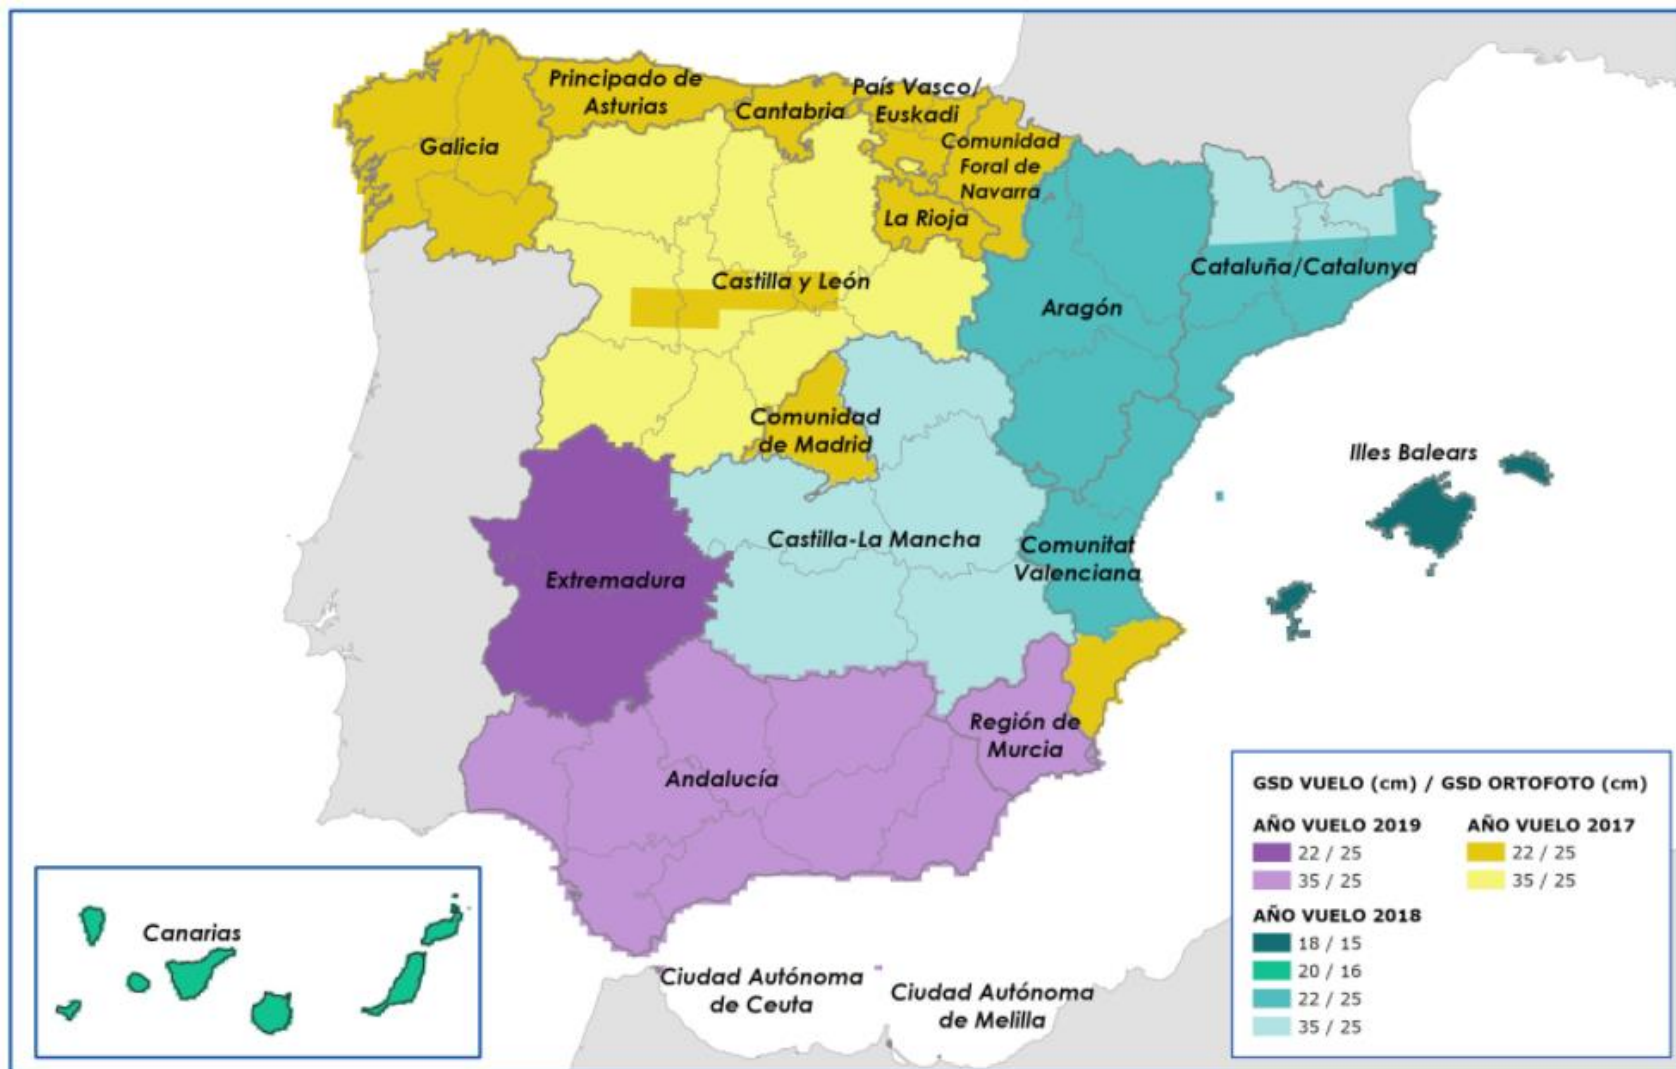 Principado de
Asturias
Cantabria
País Vasco/
Euskadi
Galicia
Comunidad
Foral de
Navarra
La Rioja
Castilla y León
Aragón
Cataluña/Catalunya
Comunidad
de Madrid
Illes Balears
Castilla-La Mancha
Comunitat
Valenciana
Extremadura
Región de
Murcia
Andalucía
Canarias
Ciudad Autónoma
de Ceuta
Ciudad Autónoma
de Melilla
GSD VUELO (cm) / GSD ORTOFOTO (cm)
AÑO VUELO 2019
22 / 25
35 / 25
AÑO VUELO 2017
22 / 25
35 / 25
AÑO VUELO 2018
18 / 15
20 / 16
22 / 25
35 / 25